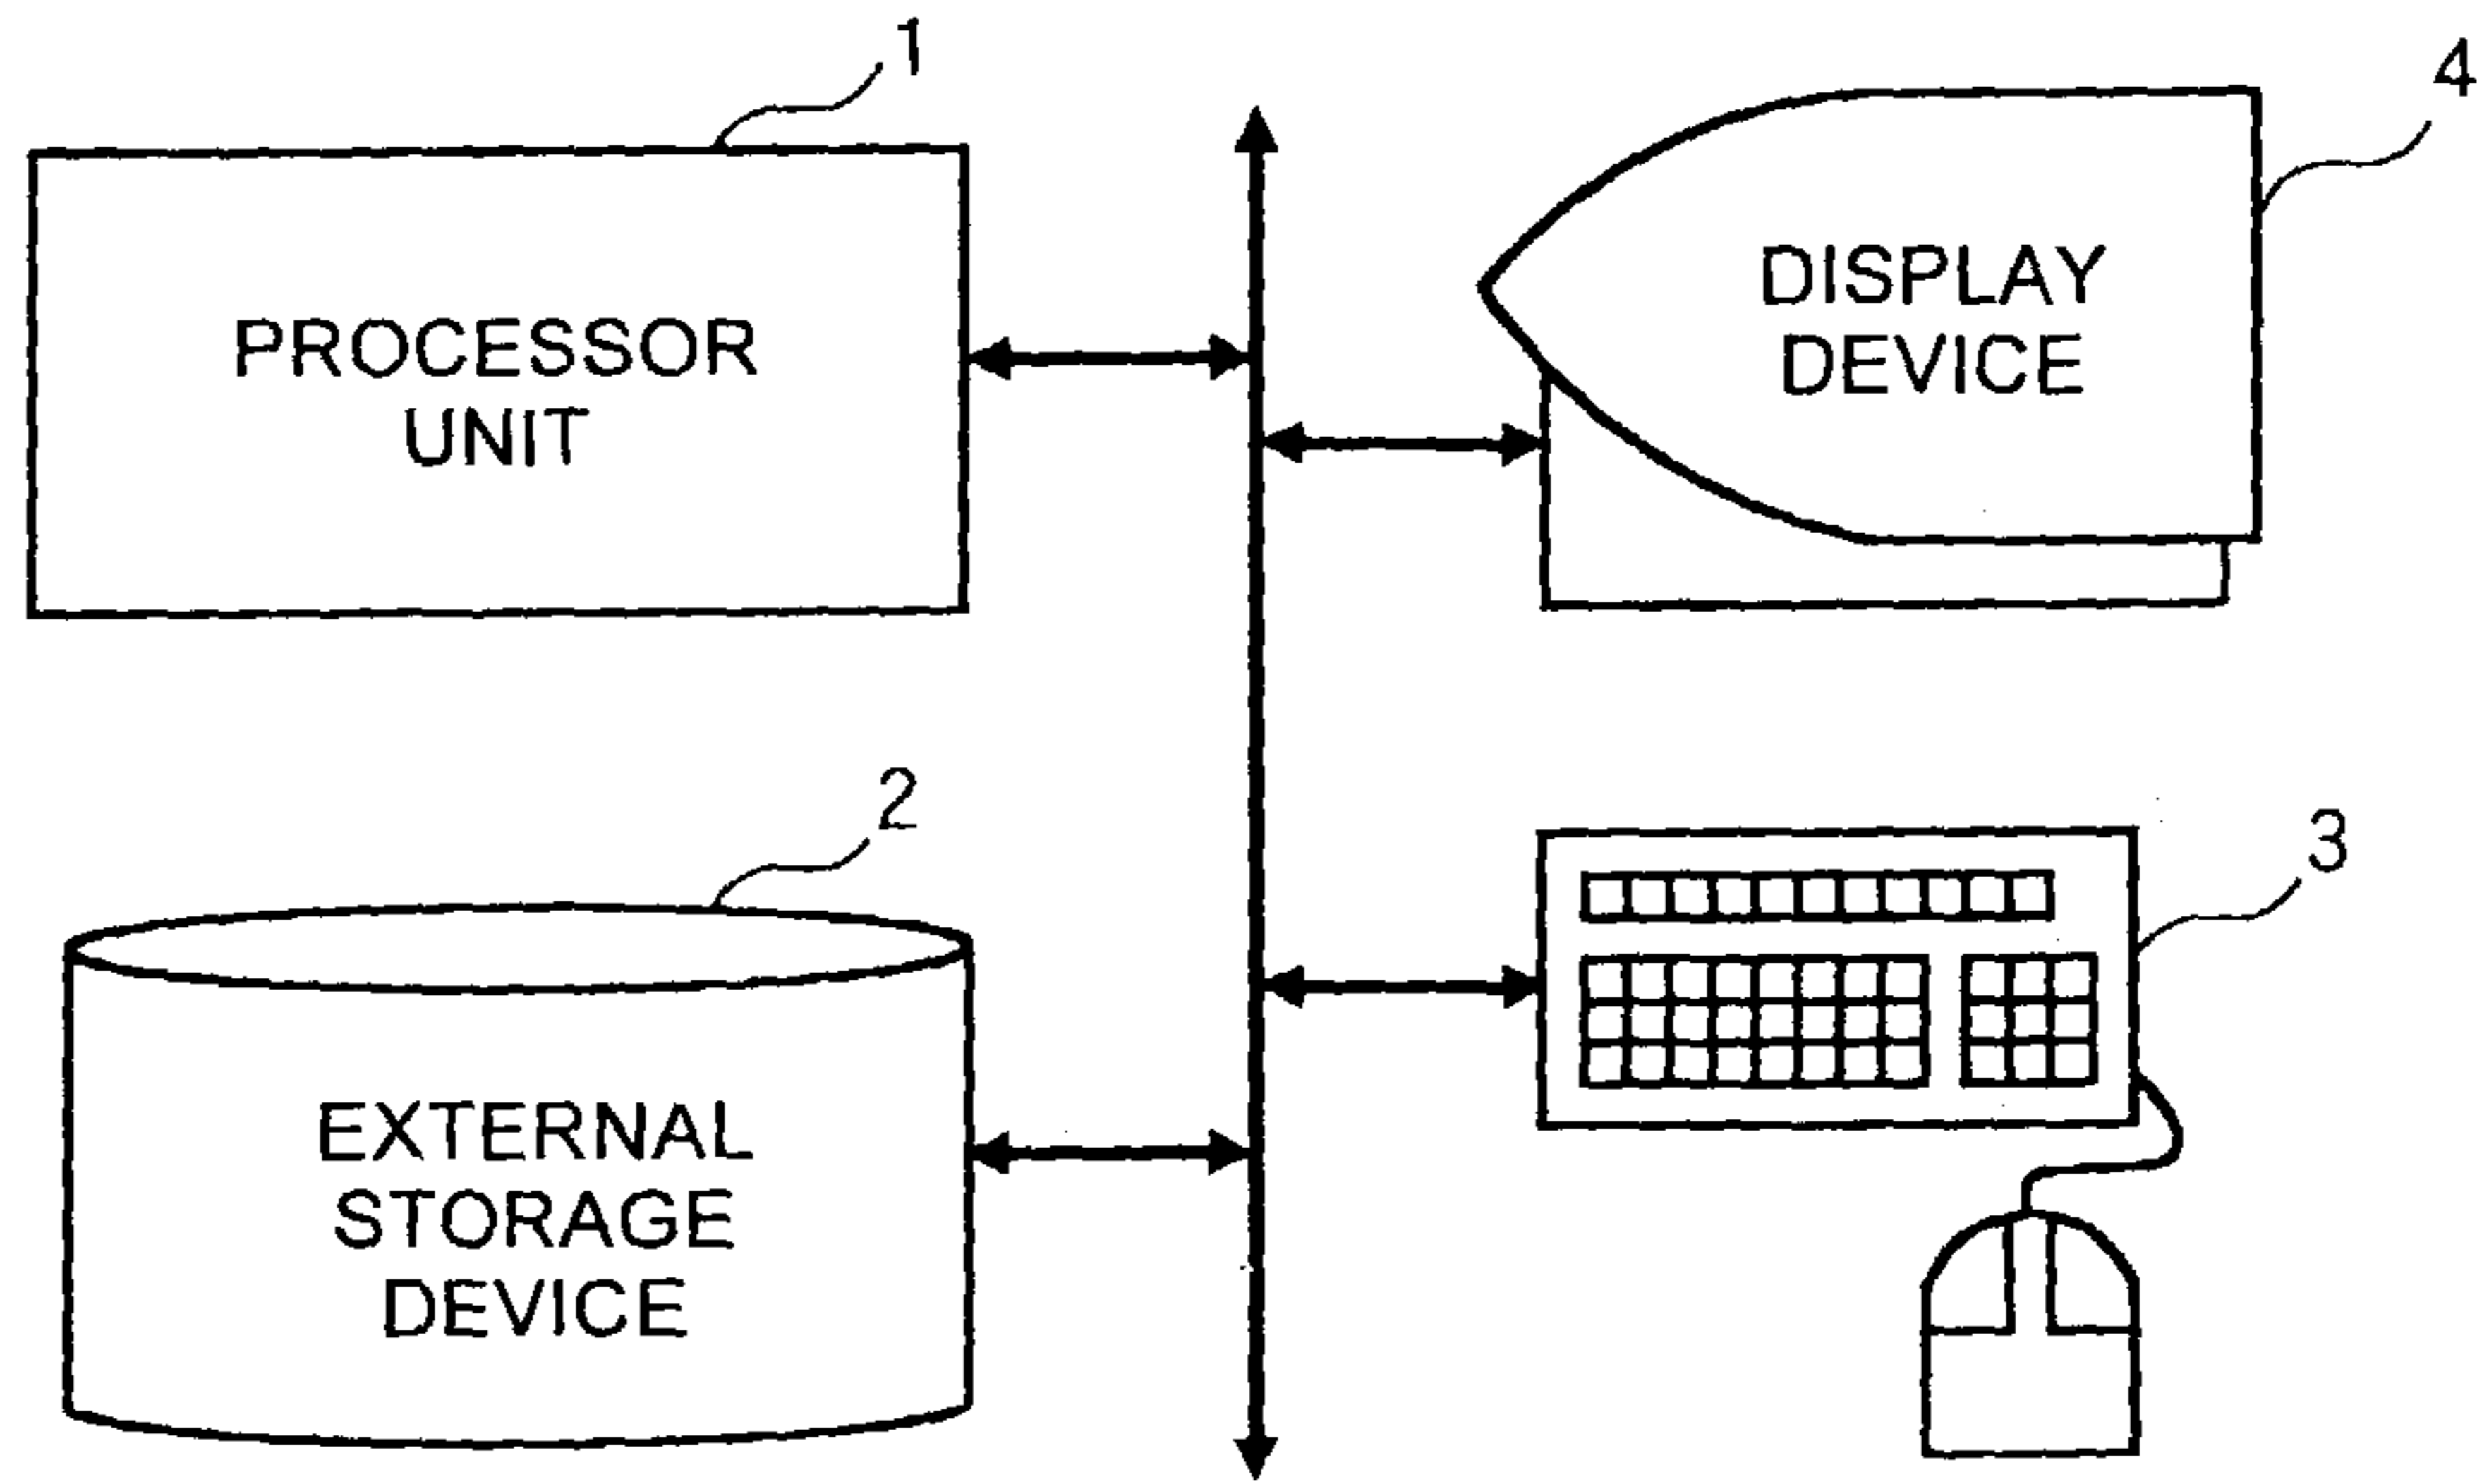 1
PROCESSOR
UNIT
4
DISPLAY
DEVICE
2
EXTERNAL
STORAGE
DEVICE
3